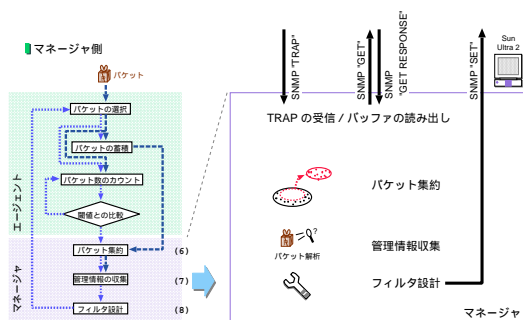 マネージャ側
パケット
パケットの選択
パケットの蓄積
パケット数のカウント
閾値との比較
エージェント
パケット集約
(6)
管理情報の収集
(7)
フィルタ設計
(8)
マネージャ
SNMP "TRAP"
SNMP "GET"
SNMP
"GET RESPONSE"
SNMP "SET"
Sun
Ultra 2
TRAP の受信 / バッファの読み出し
パケット集約
?
パケット解析
管理情報収集
フィルタ設計
マネージャ